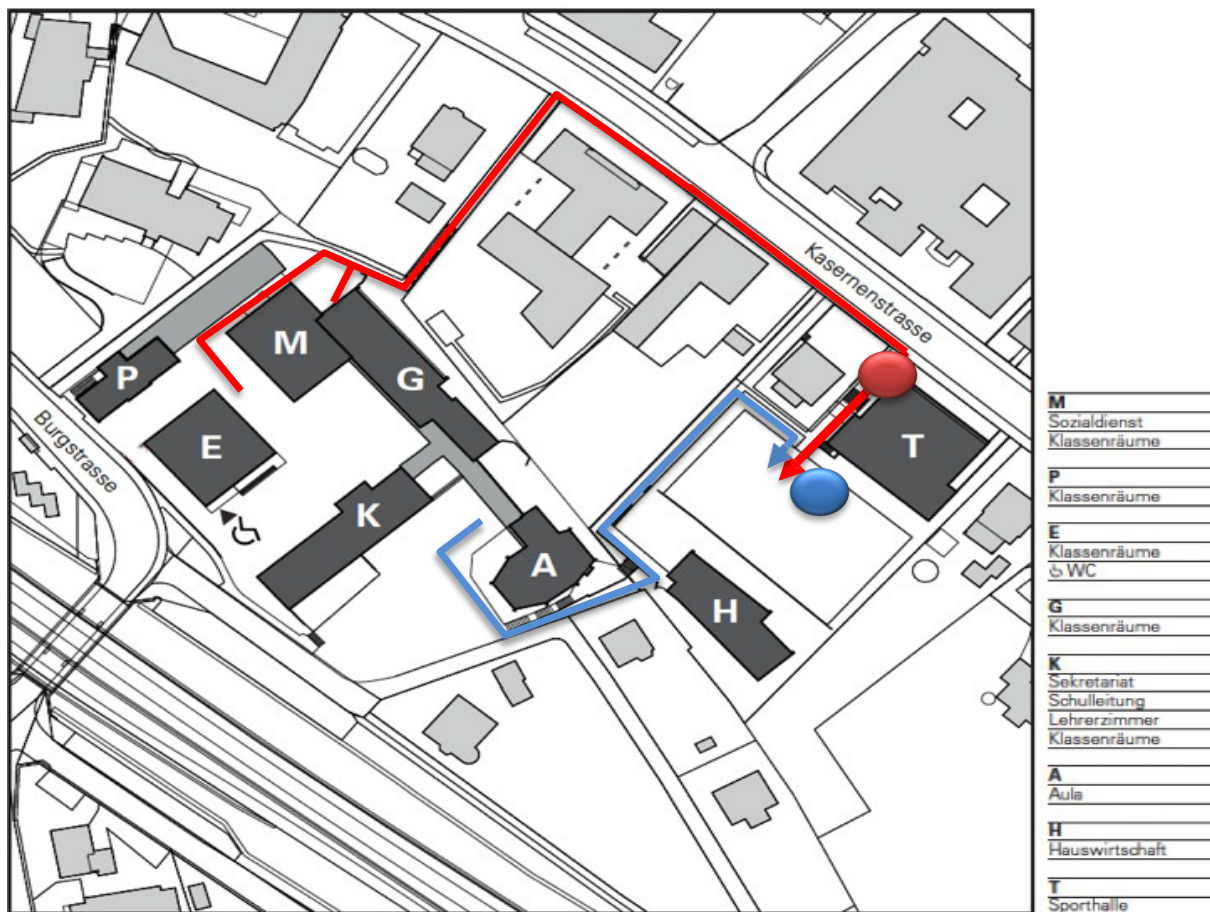 Kasernenstrasse
M
G
P
E
Burgstrasse
T
K
A
H
M
Sozialdienst
Klassenräume
P
Klassenräume
E
Klassenräume
♿ WC
G
Klassenräume
K
Sekretariat
Schulleitung
Lehrerzimmer
Klassenräume
A
Aula
H
Hauswirtschaft
T
Sporthalle